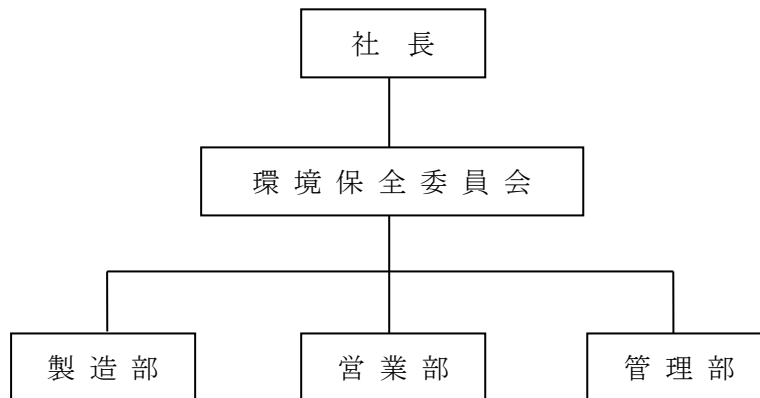 社長
環境保全委員会
製造部
営業部
管理部